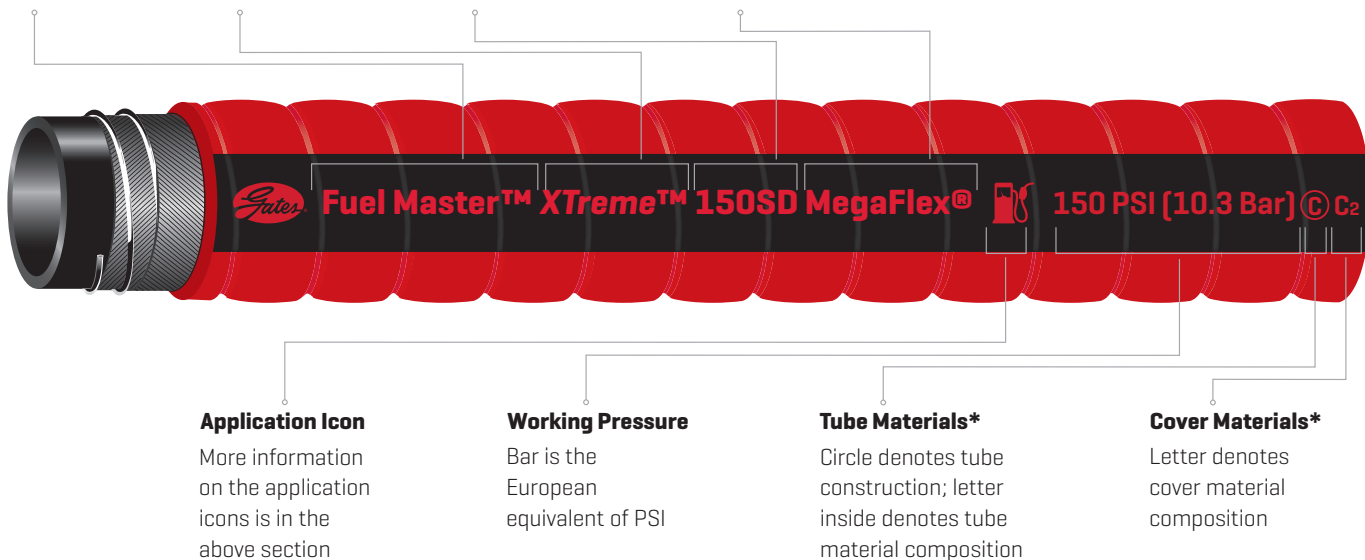 Gates
Fuel Master™ XTreme™ 150SD MegaFlex® 150 PSI (10.3 Bar) Ⓒ C2
Application Icon
More information
on the application
icons is in the
above section
Working Pressure
Bar is the
European
equivalent of PSI
Tube Materials*
Circle denotes tube
construction; letter
inside denotes tube
material composition
Cover Materials*
Letter denotes
cover material
composition